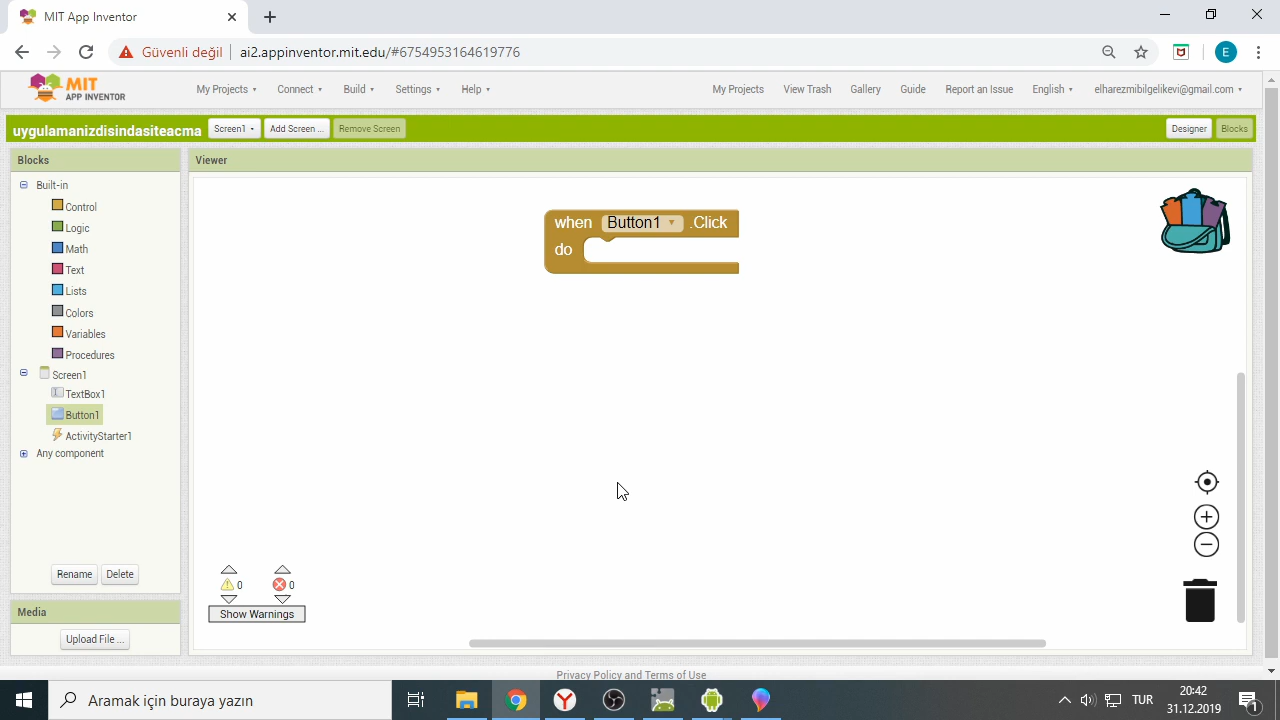 MIT App Inventor
Güvenli değil
ai2.appinventor.mit.edu/#6754953164619776
E
MIT
APP INVENTOR
My Projects
Connect
Build
Settings
Help
My Projects
View Trash
Gallery
Guide
Report an Issue
English
elharezmibilgelikevi@gmail.com
uygulamanizdisindasiteacma
Screen1
Add Screen ...
Remove Screen
Designer
Blocks
Blocks
Viewer
Built-in
Control
Logic
Math
Text
Lists
Colors
Variables
Procedures
Screen1
TextBox1
Button1
ActivityStarter1
Any component
Rename
Delete
Media
Upload File ...
when Button1 .Click
do
0
0
Show Warnings
Privacy Policy and Terms of Use
Aramak için buraya yazın
TUR
20:42
31.12.2019
1